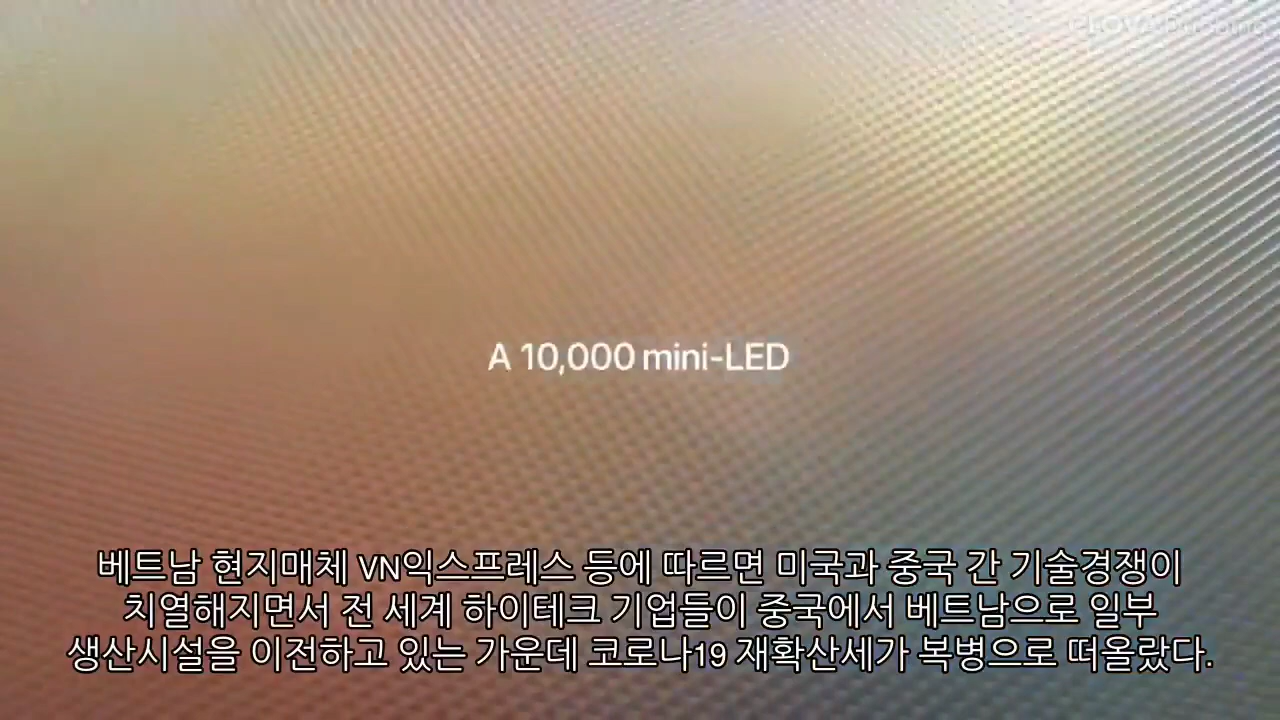 CLOVA Dubbing
A 10,000 mini-LED
베트남 현지매체 VN익스프레스 등에 따르면 미국과 중국 간 기술경쟁이
치열해지면서 전 세계 하이테크 기업들이 중국에서 베트남으로 일부
생산시설을 이전하고 있는 가운데 코로나19 재확산세가 복병으로 떠올랐다.